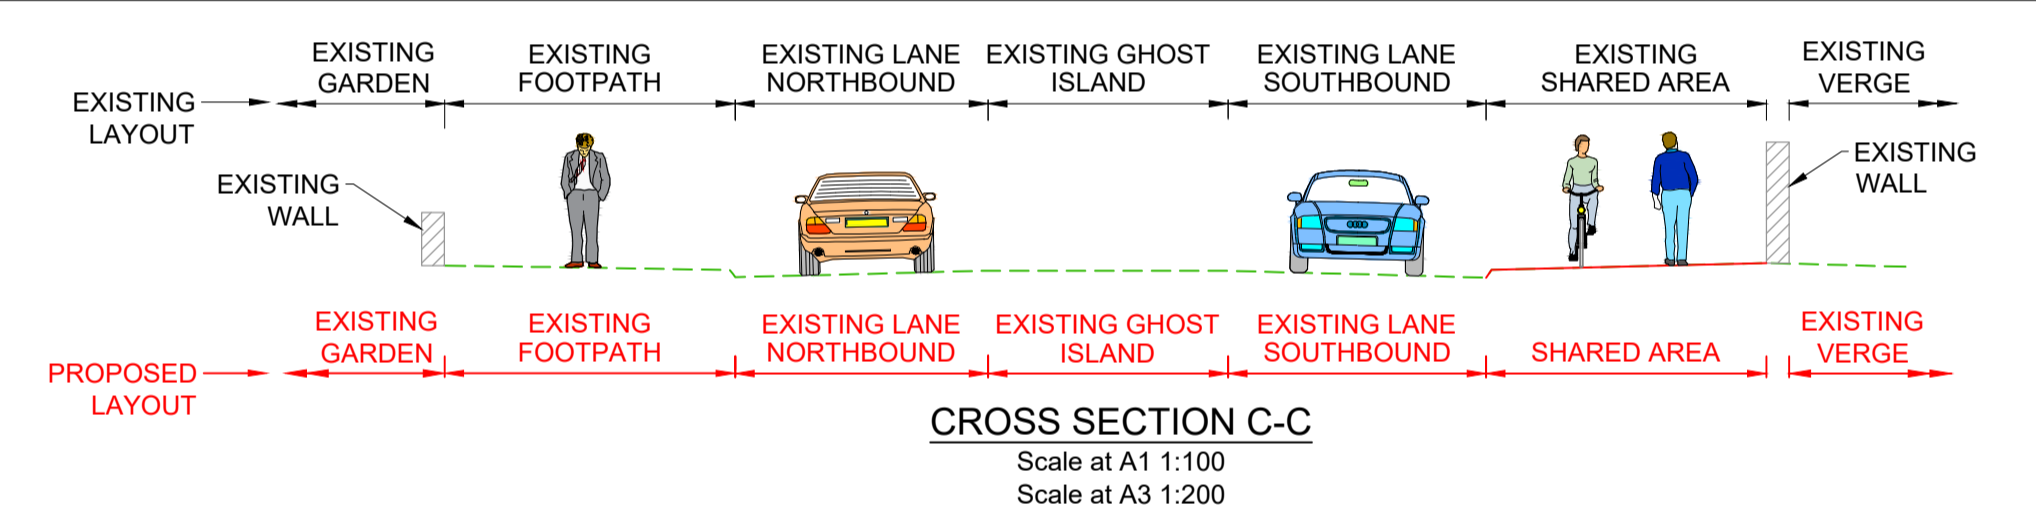 EXISTING
GARDEN
EXISTING
FOOTPATH
EXISTING LANE
NORTHBOUND
EXISTING GHOST
ISLAND
EXISTING LANE
SOUTHBOUND
EXISTING
SHARED AREA
EXISTING
VERGE
EXISTING
LAYOUT
EXISTING
WALL
EXISTING
WALL
EXISTING
GARDEN
EXISTING
FOOTPATH
EXISTING LANE
NORTHBOUND
EXISTING GHOST
ISLAND
EXISTING LANE
SOUTHBOUND
SHARED AREA
EXISTING
VERGE
PROPOSED
LAYOUT
CROSS SECTION C-C
Scale at A1 1:100
Scale at A3 1:200